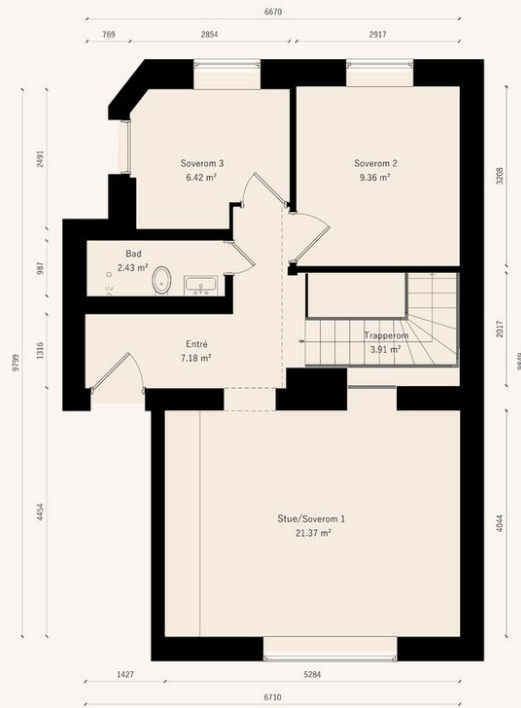 6670
769
2854
2917
2491
987
1316
9799
4454
3208
2017
9849
4044
Soverom 3
6.42 m²
Soverom 2
9.36 m²
Bad
2.43 m²
Entré
7.18 m²
Trapperom
3.91 m²
Stue/Soverom 1
21.37 m²
1427
5284
6710